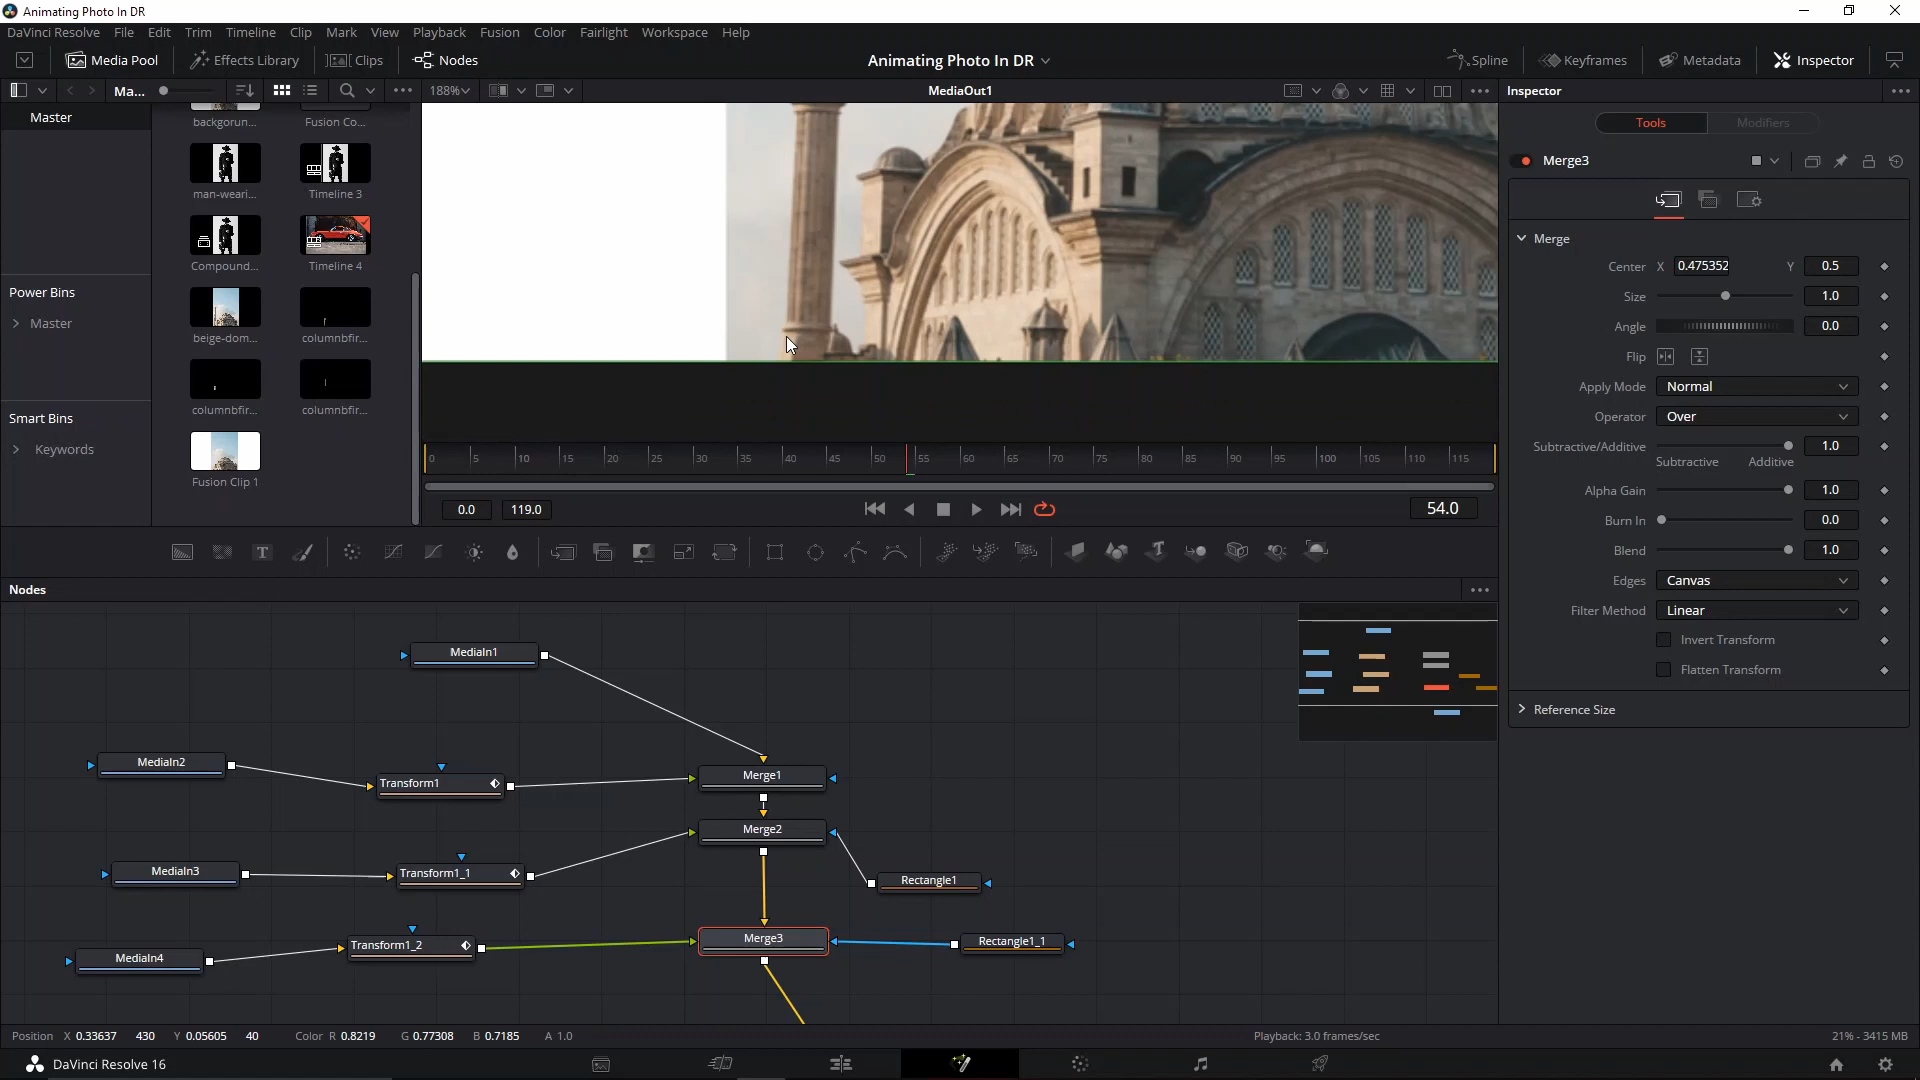 Animating Photo In DR
DaVinci Resolve File Edit Trim Timeline Clip Mark View Playback Fusion Color Fairlight Workspace Help
Media Pool Effects Library Clips Nodes Animating Photo In DR Spline Keyframes Metadata Inspector
Ma... 188% MediaOut1 Inspector
Master
backgorun... Fusion Co...
man-weari... Timeline 3
Compound... Timeline 4
beige-dom... columnbfir...
columnbfir... columnbfir...
Fusion Clip 1
Power Bins
Master
Smart Bins
Keywords
0 5 10 15 20 25 30 35 40 45 50 55 60 65 70 75 80 85 90 95 100 105 110 115
0.0 119.0 54.0
Tools Modifiers
Merge3
Merge
Center X 0.475352 Y 0.5
Size 1.0
Angle 0.0
Flip
Apply Mode Normal
Operator Over
Subtractive/Additive 1.0
Subtractive Additive
Alpha Gain 1.0
Burn In 0.0
Blend 1.0
Edges Canvas
Filter Method Linear
Invert Transform
Flatten Transform
Reference Size
Nodes
MediaIn1
MediaIn2 Transform1 Merge1
Merge2
MediaIn3 Transform1_1 Rectangle1
MediaIn4 Transform1_2 Merge3 Rectangle1_1
Position X 0.33637 430 Y 0.05605 40 Color R 0.8219 G 0.77308 B 0.7185 A 1.0 Playback: 3.0 frames/sec 21% - 3415 MB
DaVinci Resolve 16